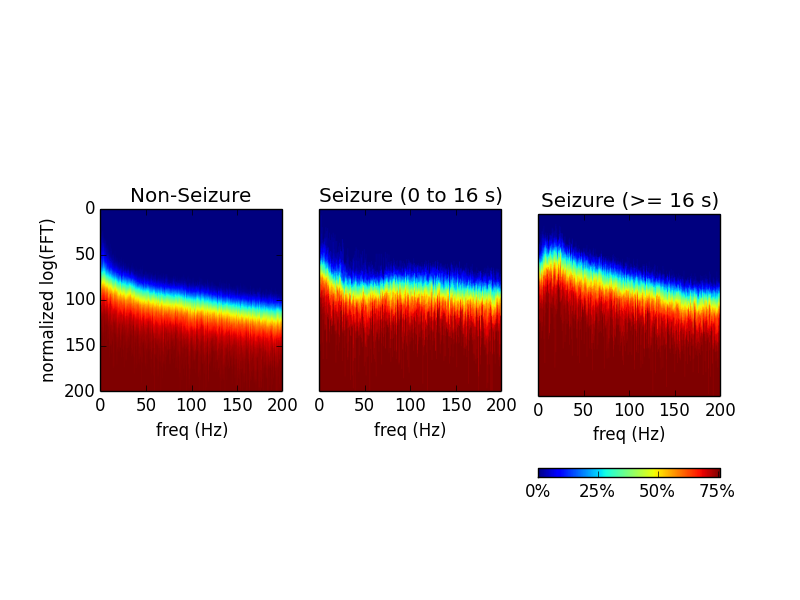 Non-Seizure
Seizure (0 to 16 s)
Seizure (>= 16 s)
normalized log(FFT)
0
50
100
150
200
0 50 100 150 200
0 50 100 150 200
0 50 100 150 200
freq (Hz)
freq (Hz)
freq (Hz)
0% 25% 50% 75%